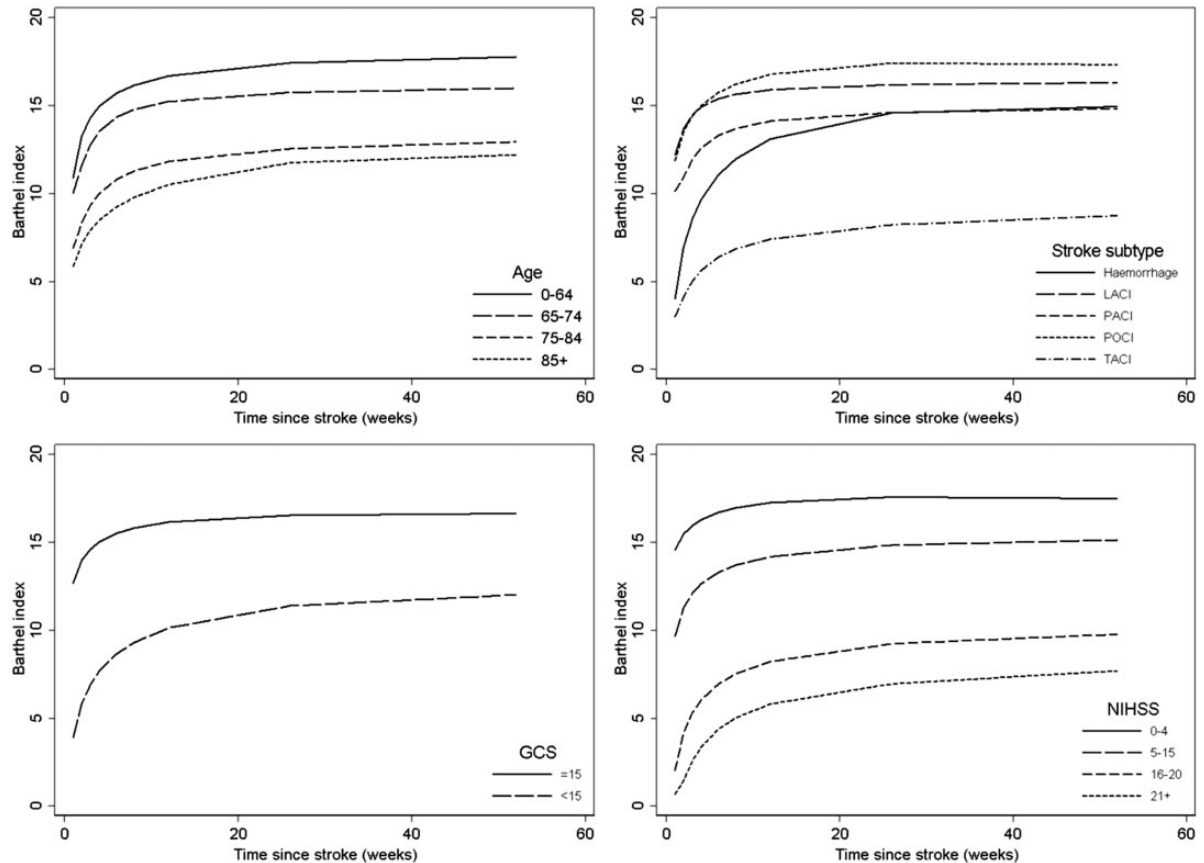 20
15
10
5
0
Barthel index
Age
0-64
65-74
75-84
85+
0
20
40
60
Time since stroke (weeks)
20
15
10
5
0
Barthel index
Stroke subtype
Haemorrhage
LACI
PACI
POCI
TACI
0
20
40
60
Time since stroke (weeks)
20
15
10
5
0
Barthel index
GCS
=15
<15
0
20
40
60
Time since stroke (weeks)
20
15
10
5
0
Barthel index
NIHSS
0-4
5-15
16-20
21+
0
20
40
60
Time since stroke (weeks)